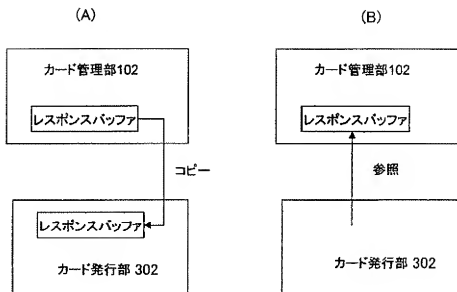 (A)
カード管理部102
レスポンスバッファ
コピー
レスポンスバッファ
カード発行部 302
(B)
カード管理部102
レスポンスバッファ
参照
カード発行部 302